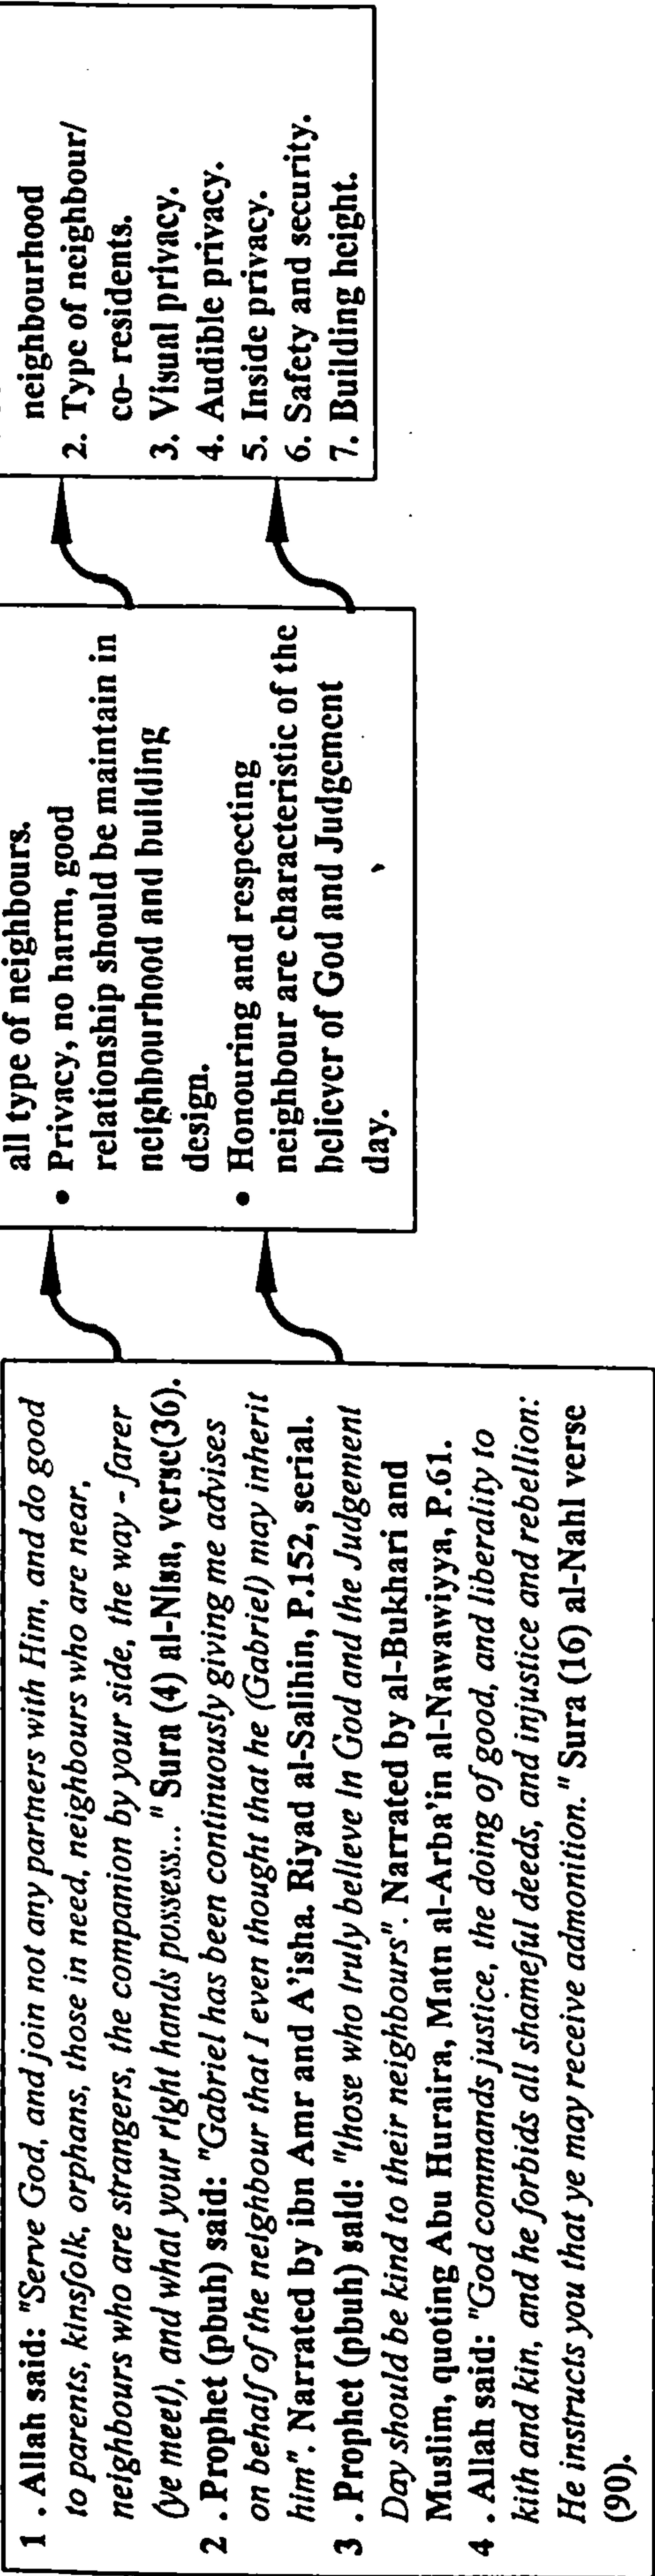 1 . Allah said: "Serve God, and join not any partners with Him, and do good
to parents, kinsfolk, orphans, those in need, neighbours who are near,
neighbours who are strangers, the companion by your side, the way - farer
(ye meet), and what your right hands possess..." Sura (4) al-Nisa, verse(36).
2 . Prophet (pbuh) said: "Gabriel has been continuously giving me advises
on behalf of the neighbour that I even thought that he (Gabriel) may inherit
him". Narrated by ibn Amr and A'isha. Riyad al-Salihin, P.152, serial.
3 . Prophet (pbuh) said: "those who truly believe in God and the Judgement
Day should be kind to their neighbours". Narrated by al-Bukhari and
Muslim, quoting Abu Huraira, Matn al-Arba'in al-Nawawiyya, P.61.
4 . Allah said: "God commands justice, the doing of good, and liberality to
kith and kin, and he forbids all shameful deeds, and injustice and rebellion:
He instructs you that ye may receive admonition." Sura (16) al-Nahl verse
(90).
all type of neighbours.
• Privacy, no harm, good
relationship should be maintain in
neighbourhood and building
design.
• Honouring and respecting
neighbour are characteristic of the
believer of God and Judgement
day.
neighbourhood
2. Type of neighbour/
co- residents.
3. Visual privacy.
4. Audible privacy.
5. Inside privacy.
6. Safety and security.
7. Building height.